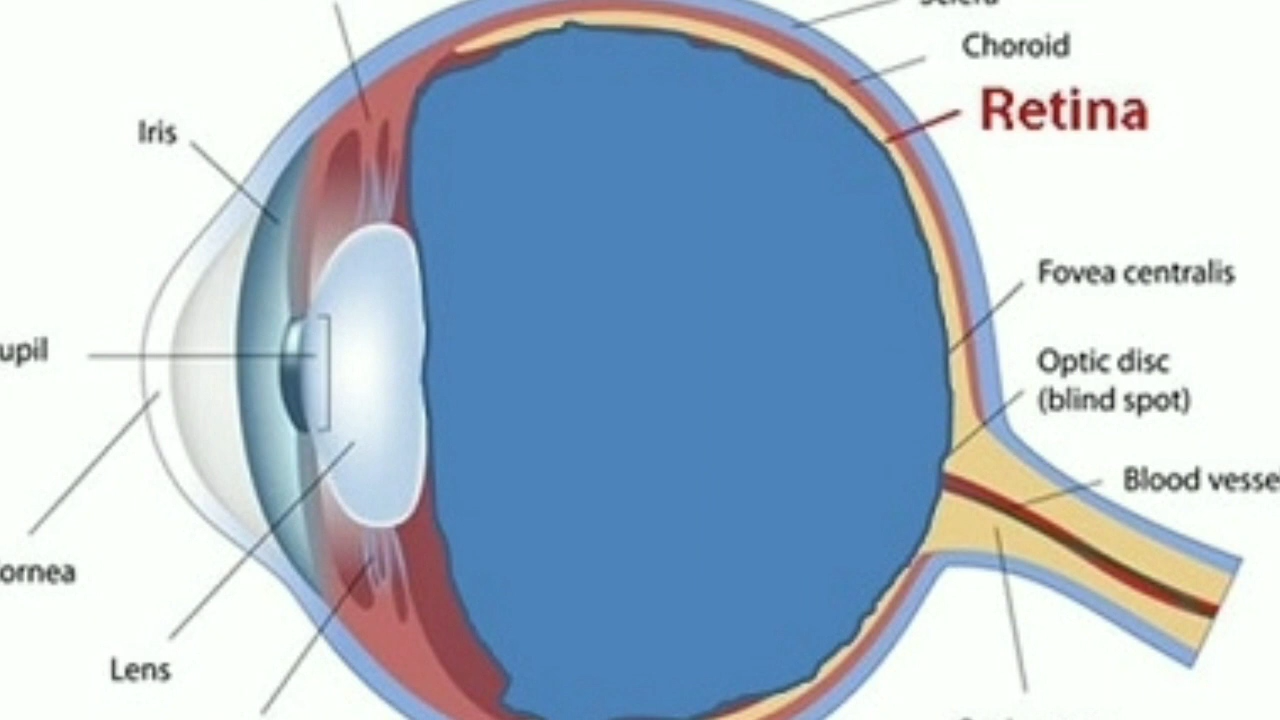 Choroid
Retina
Iris
Fovea centralis
upil
Optic disc
(blind spot)
Blood vesse
ornea
Lens